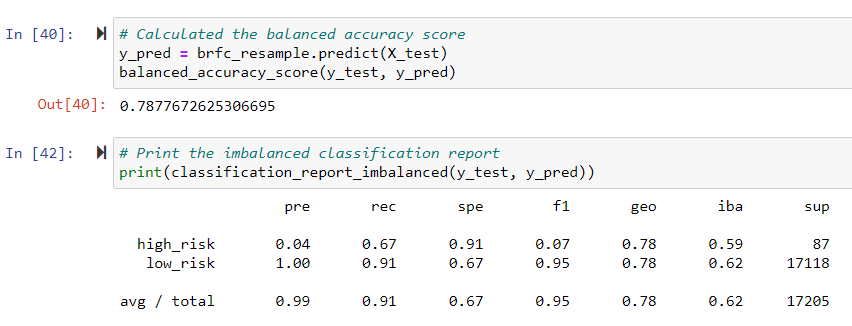 In [40]: # Calculated the balanced accuracy score
y_pred = brfc_resample.predict(X_test)
balanced_accuracy_score(y_test, y_pred)
Out[40]: 0.7877672625306695
In [42]: # Print the imbalanced classification report
print(classification_report_imbalanced(y_test, y_pred))
pre rec spe f1 geo iba sup
high_risk 0.04 0.67 0.91 0.07 0.78 0.59 87
low_risk 1.00 0.91 0.67 0.95 0.78 0.62 17118
avg / total 0.99 0.91 0.67 0.95 0.78 0.62 17205